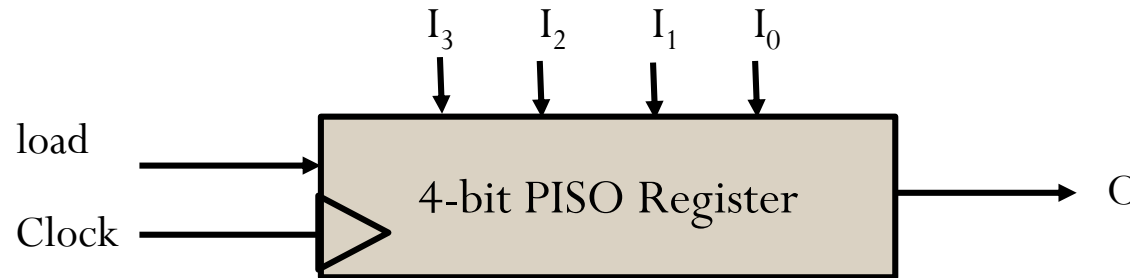 I₃ I₂ I₁ I₀
load
4-bit PISO Register
Clock